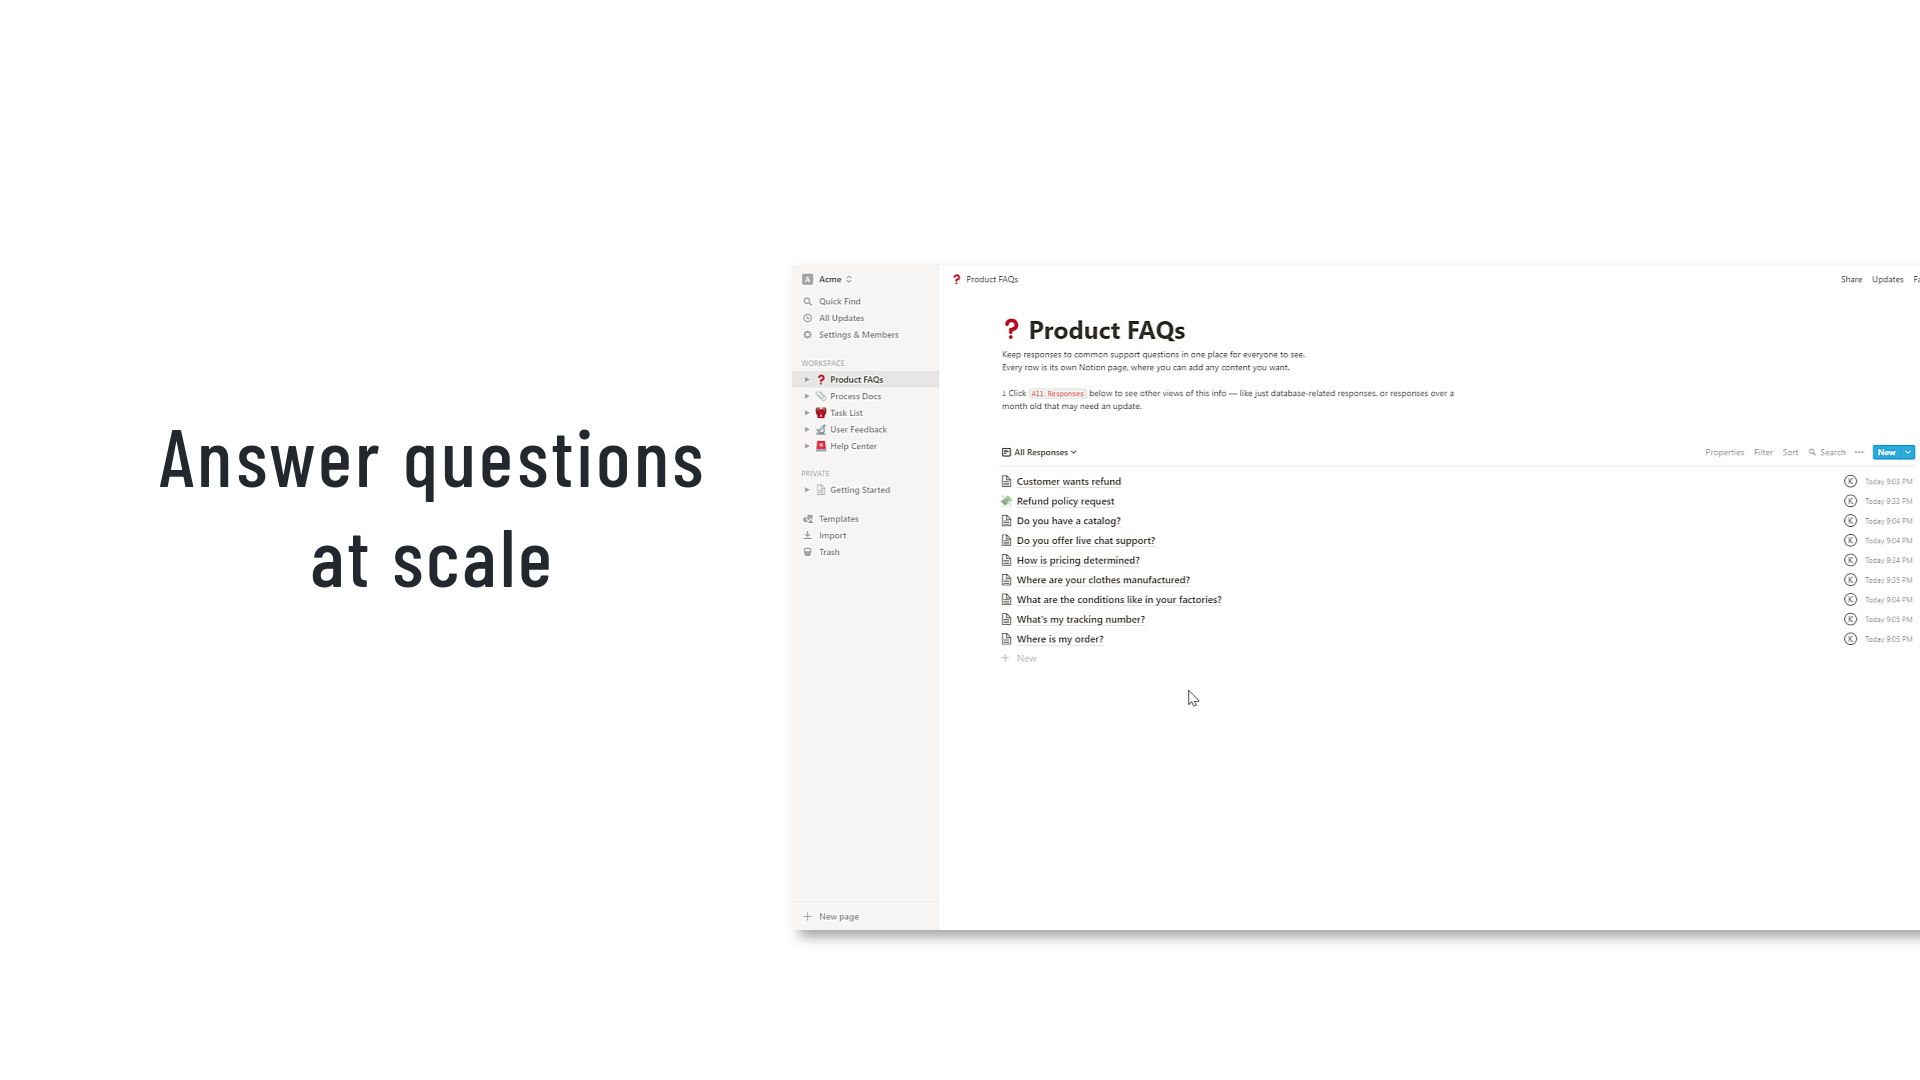 Answer questions
at scale
A Acme
Quick Find
All Updates
Settings & Members
WORKSPACE
Product FAQs
Process Docs
Task List
User Feedback
Help Center
PRIVATE
Getting Started
Templates
Import
Trash
New page
Product FAQs
Share Updates
Product FAQs
Keep responses to common support questions in one place for everyone to see.
Every row is its own Notion page, where you can add any content you want.
↓ Click All Responses below to see other views of this info — like just database-related responses, or responses over a
month old that may need an update.
All Responses
Properties Filter Sort Search ••• New
Customer wants refund K Today 9:03 PM
Refund policy request K Today 9:33 PM
Do you have a catalog? K Today 9:04 PM
Do you offer live chat support? K Today 9:04 PM
How is pricing determined? K Today 9:34 PM
Where are your clothes manufactured? K Today 9:35 PM
What are the conditions like in your factories? K Today 9:04 PM
What's my tracking number? K Today 9:05 PM
Where is my order? K Today 9:05 PM
+ New